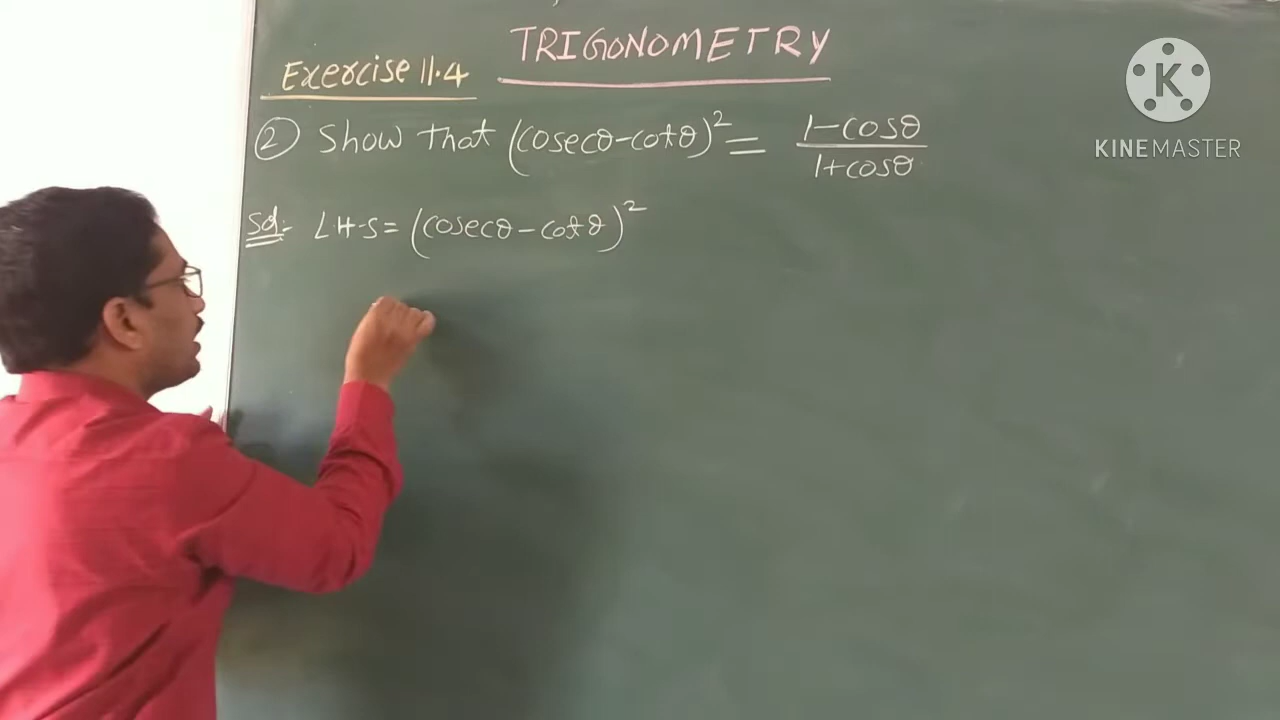 TRIGONOMETRY
Exercise 11.4
② Show that (cosecθ-cotθ)² = 1-cosθ / 1+cosθ
Sol:- L.H.S = (cosecθ-cotθ)²
K
KINEMASTER